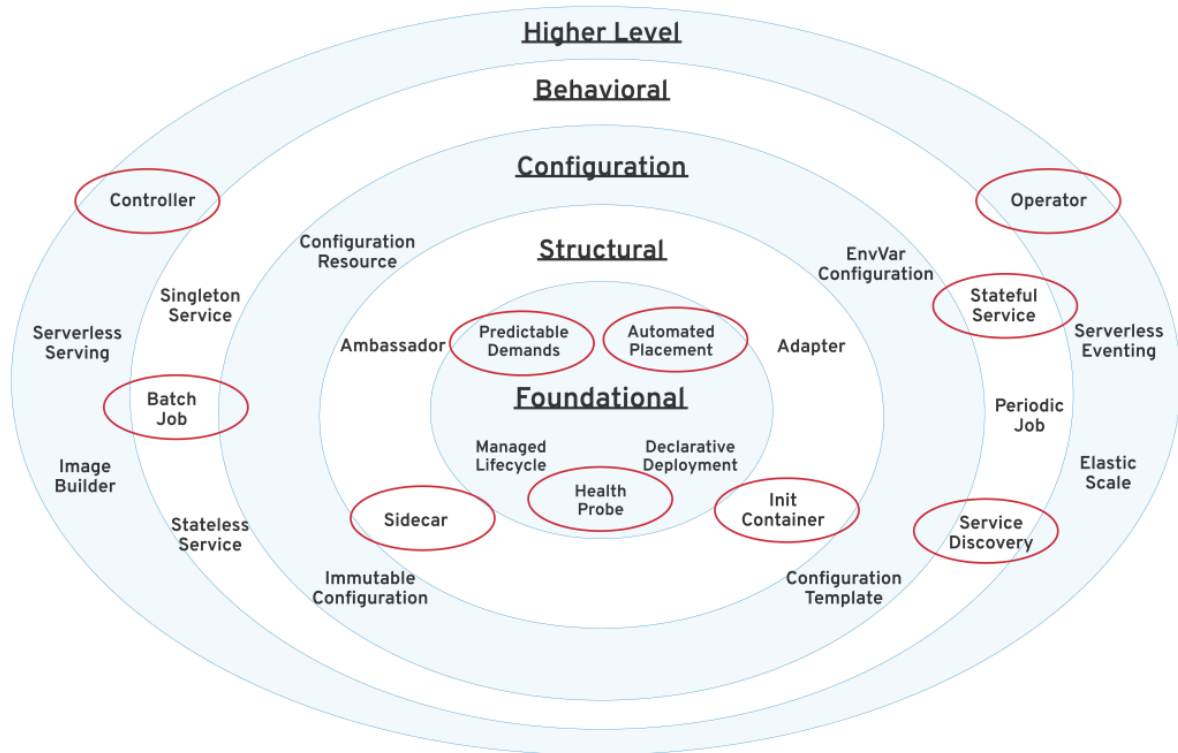 Higher Level
Behavioral
Configuration
Controller
Operator
Configuration
Resource
Structural
EnvVar
Configuration
Singleton
Service
Stateful
Service
Serverless
Serving
Ambassador
Predictable
Demands
Automated
Placement
Adapter
Serverless
Eventing
Batch
Job
Foundational
Periodic
Job
Image
Builder
Managed
Lifecycle
Declarative
Deployment
Elastic
Scale
Stateless
Service
Sidecar
Health
Probe
Init
Container
Service
Discovery
Immutable
Configuration
Configuration
Template